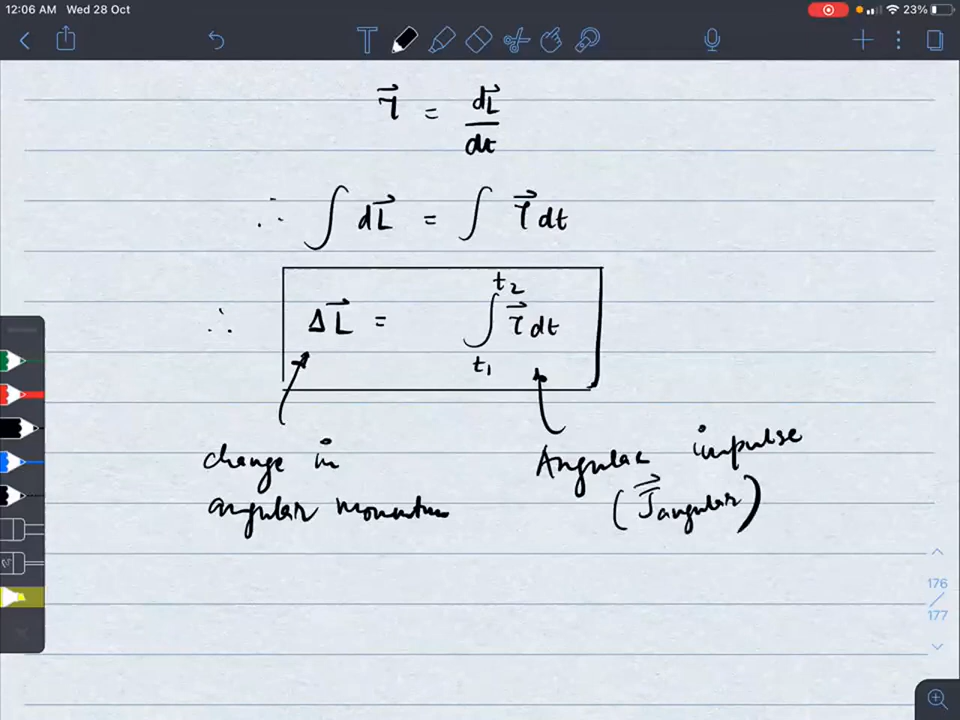 12:06 AM Wed 28 Oct 23%
T
τ⃗ = dL⃗/dt
∴ ∫ dL⃗ = ∫ τ⃗ dt
t2
∴ ΔL⃗ = ∫ τ⃗ dt
t1
change in
angular momentum
Angular impulse
(J⃗angular)
176
/
177